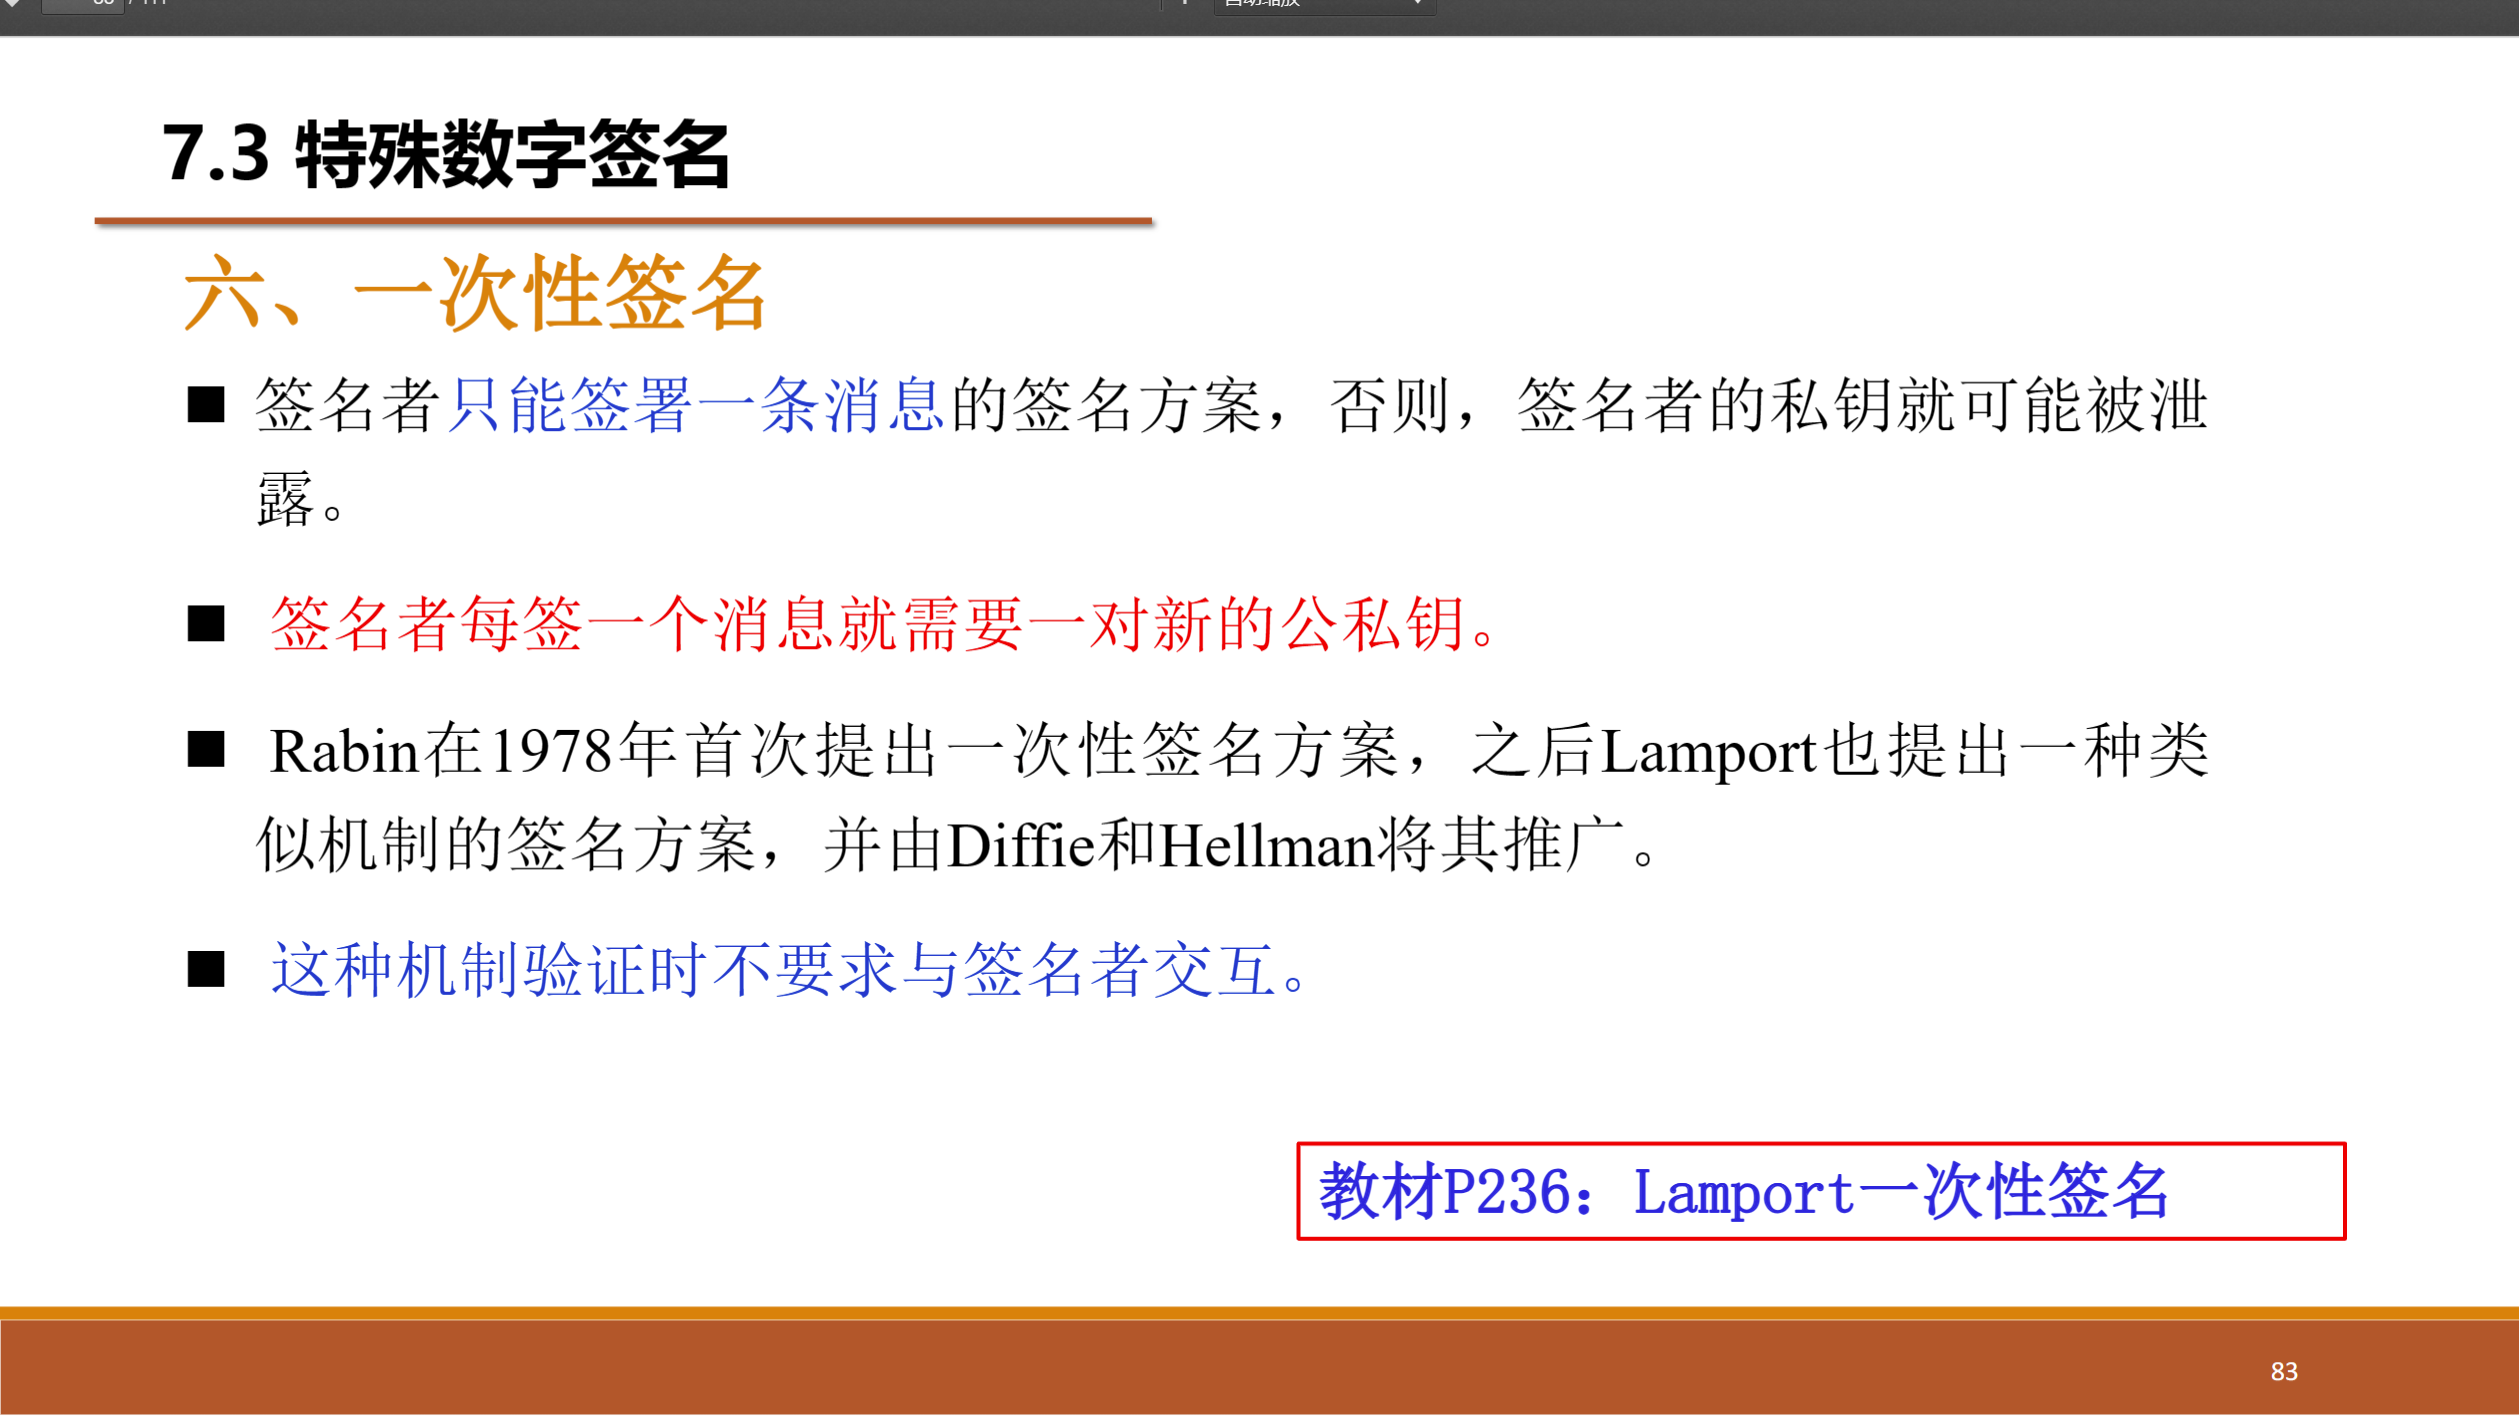 7.3 特殊数字签名
六、一次性签名
签名者只能签署一条消息的签名方案，否则，签名者的私钥就可能被泄
露。
签名者每签一个消息就需要一对新的公私钥。
Rabin在1978年首次提出一次性签名方案，之后Lamport也提出一种类
似机制的签名方案，并由Diffie和Hellman将其推广。
这种机制验证时不要求与签名者交互。
教材P236：Lamport一次性签名
83